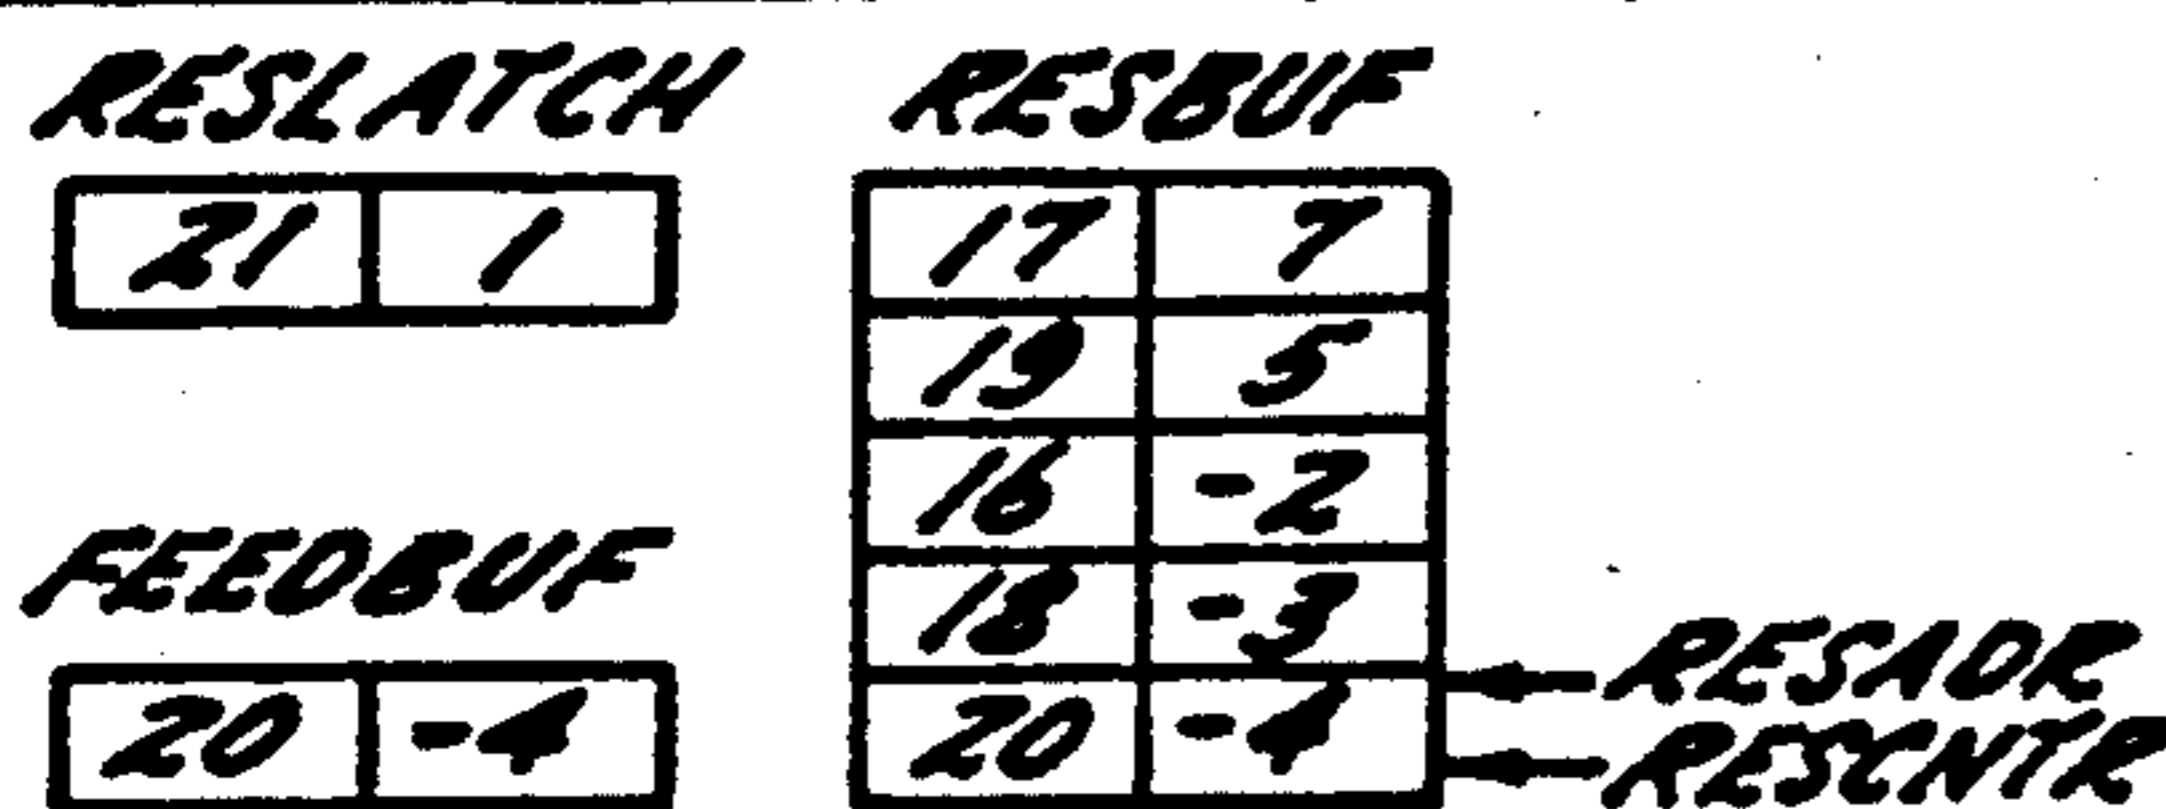 RESLATCH
21 1
FEEDBUF
20 -4
RESBUF
17 7
19 5
16 -2
18 -3
20 -4
RESADR
RESCNTR